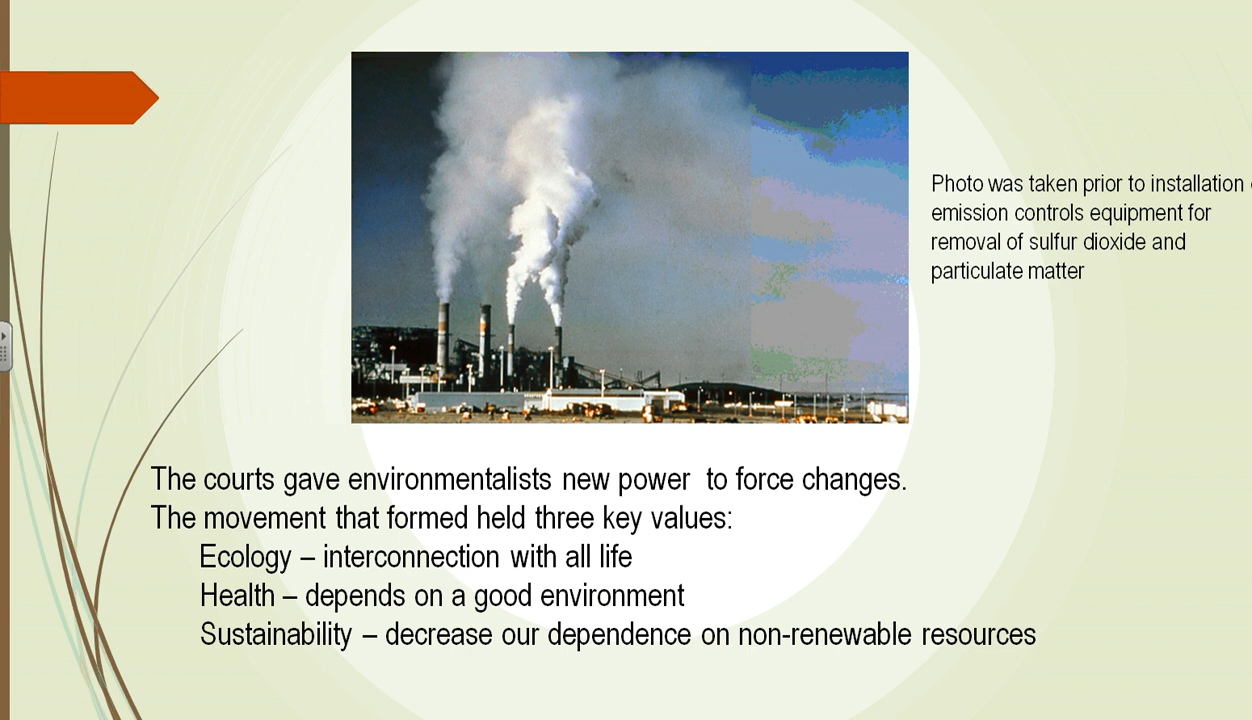 Photo was taken prior to installation
emission controls equipment for
removal of sulfur dioxide and
particulate matter
The courts gave environmentalists new power  to force changes.
The movement that formed held three key values:
Ecology – interconnection with all life
Health – depends on a good environment
Sustainability – decrease our dependence on non-renewable resources